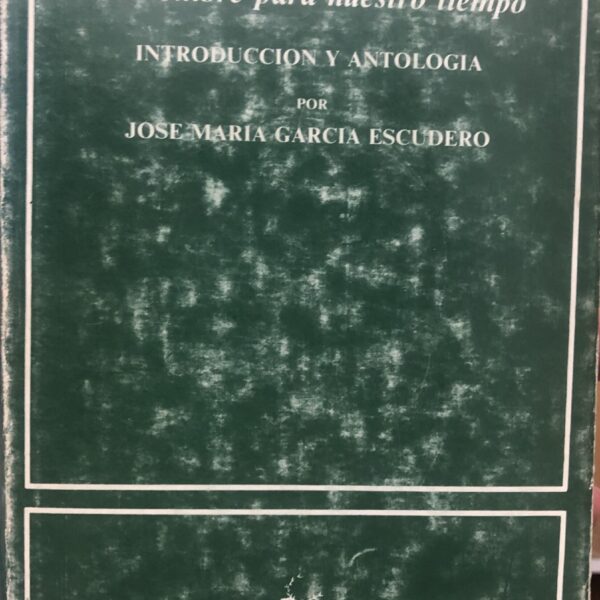 para nuestro tiempo
INTRODUCCION Y ANTOLOGIA
POR
JOSE MARIA GARCIA ESCUDERO